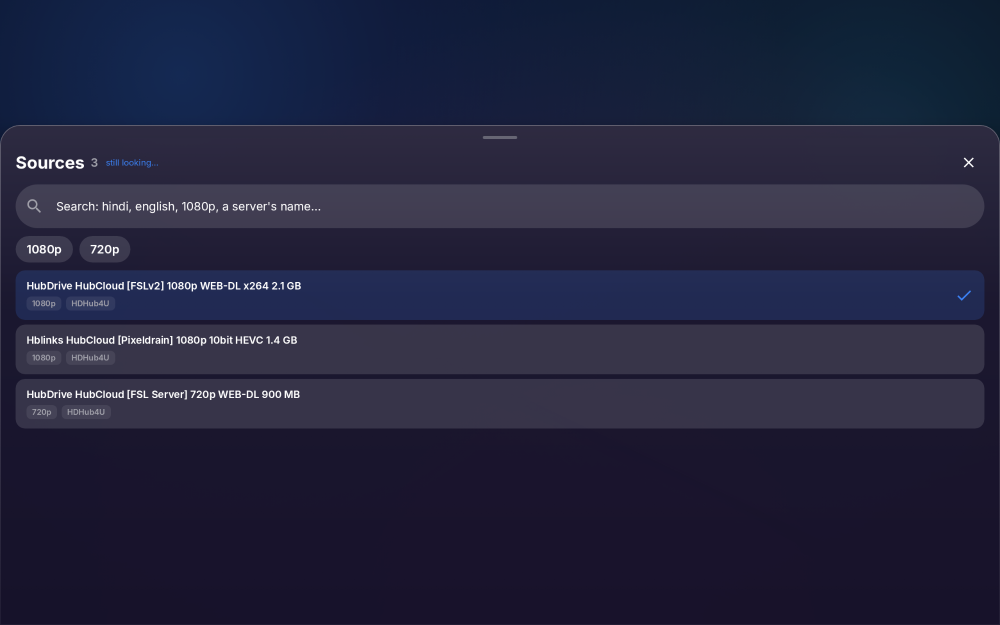 Sources 3 still looking...
Search: hindi, english, 1080p, a server's name...
1080p 720p
HubDrive HubCloud [FSLv2] 1080p WEB-DL x264 2.1 GB
1080p HDHub4U
Hblinks HubCloud [Pixeldrain] 1080p 10bit HEVC 1.4 GB
1080p HDHub4U
HubDrive HubCloud [FSL Server] 720p WEB-DL 900 MB
720p HDHub4U